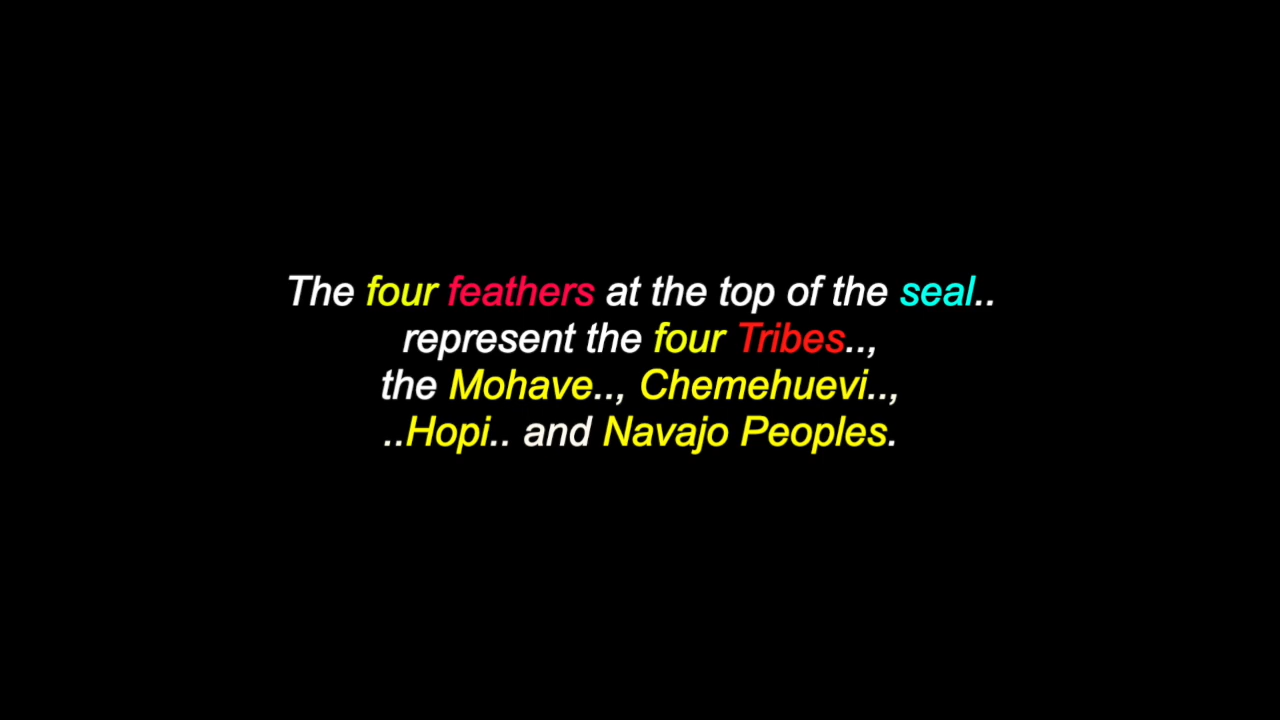 The four feathers at the top of the seal..
represent the four Tribes..,
the Mohave.., Chemehuevi..,
..Hopi.. and Navajo Peoples.